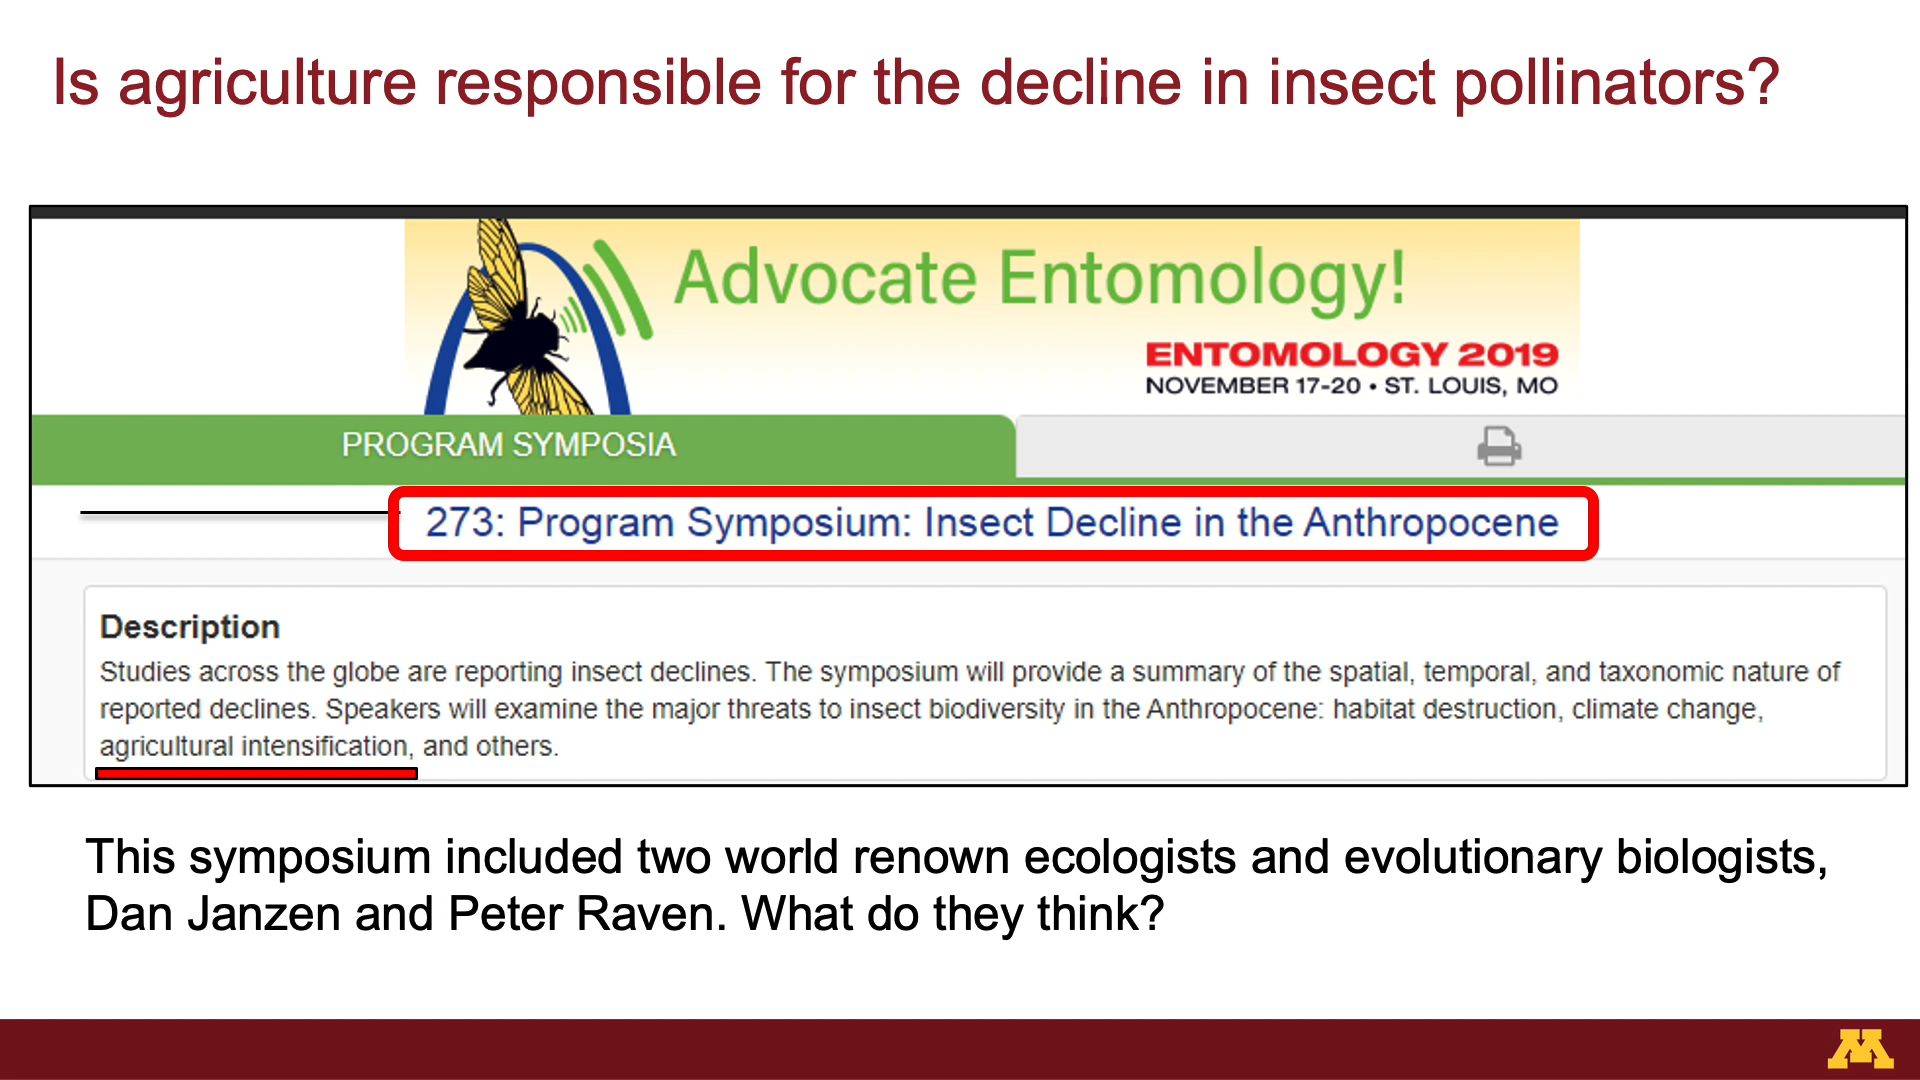 Is agriculture responsible for the decline in insect pollinators?
Advocate Entomology!
ENTOMOLOGY 2019
NOVEMBER 17-20 • ST. LOUIS, MO
PROGRAM SYMPOSIA
273: Program Symposium: Insect Decline in the Anthropocene
Description
Studies across the globe are reporting insect declines. The symposium will provide a summary of the spatial, temporal, and taxonomic nature of
reported declines. Speakers will examine the major threats to insect biodiversity in the Anthropocene: habitat destruction, climate change,
agricultural intensification, and others.
This symposium included two world renown ecologists and evolutionary biologists,
Dan Janzen and Peter Raven. What do they think?
M